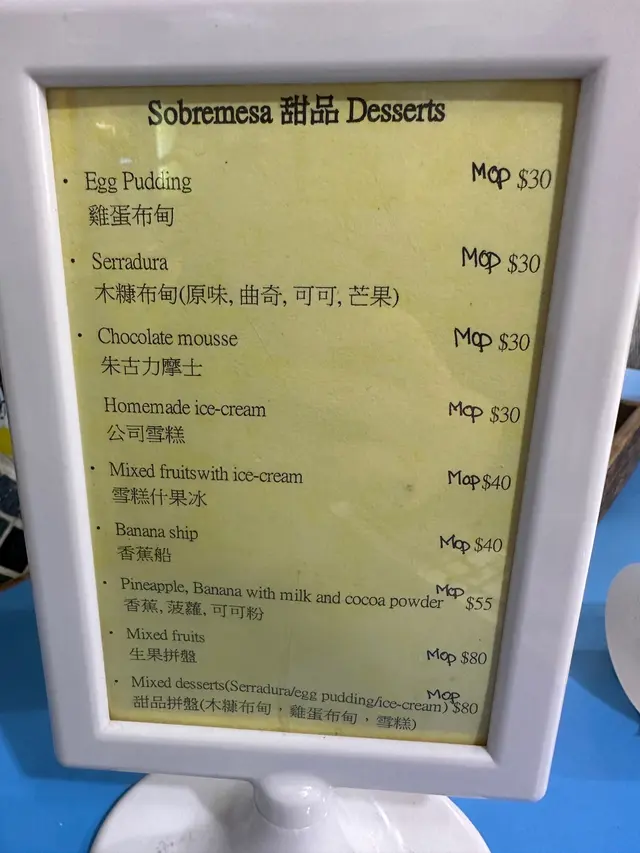 Sobremesa 甜品 Desserts
· Egg Pudding MOP $30
雞蛋布甸
· Serradura MOP $30
木糠布甸(原味, 曲奇, 可可, 芒果)
· Chocolate mousse MOP $30
朱古力摩士
Homemade ice-cream MOP $30
公司雪糕
· Mixed fruitswith ice-cream MOP $40
雪糕什果冰
· Banana ship MOP $40
香蕉船
· Pineapple, Banana with milk and cocoa powder MOP $55
香蕉, 菠蘿, 可可粉
· Mixed fruits MOP $80
生果拼盤
· Mixed desserts(Serradura/egg pudding/ice-cream) MOP $80
甜品拼盤(木糠布甸，雞蛋布甸，雪糕)